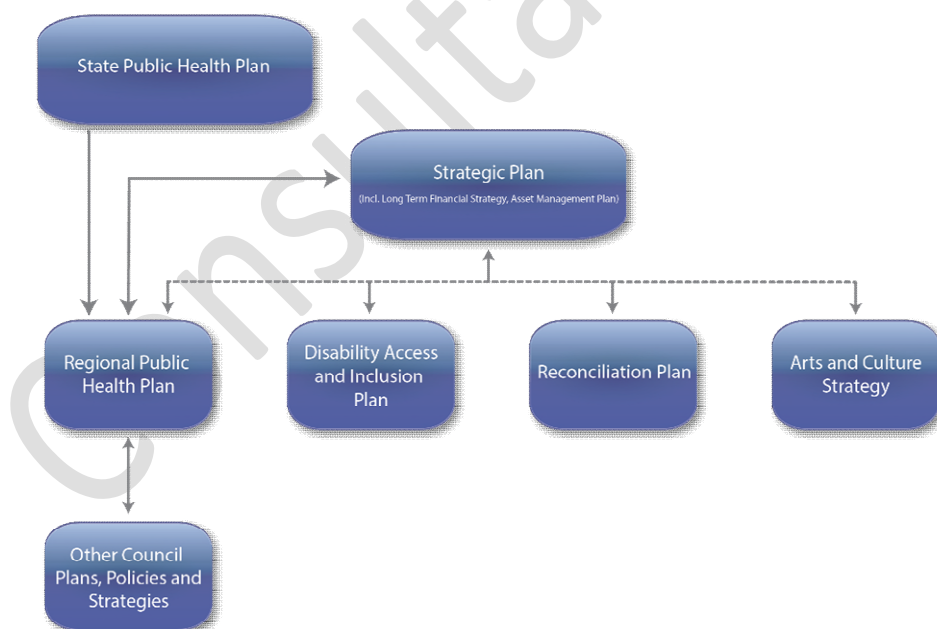 State Public Health Plan
Strategic Plan
(Incl. Long Term Financial Strategy, Asset Management Plan)
Regional Public
Health Plan
Disability Access
and Inclusion
Plan
Reconciliation Plan
Arts and Culture
Strategy
Other Council
Plans, Policies and
Strategies
Consulta